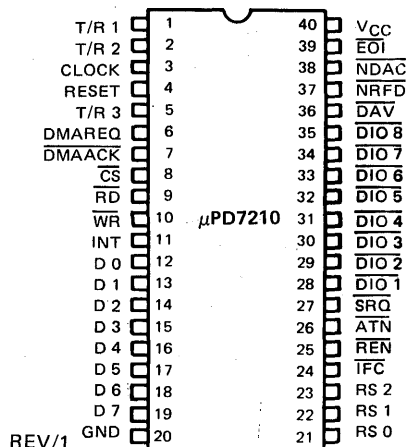 T/R 1 1 40 VCC
T/R 2 2 39 EOI
CLOCK 3 38 NDAC
RESET 4 37 NRFD
T/R 3 5 36 DAV
DMAREQ 6 35 DIO 8
DMAACK 7 34 DIO 7
CS 8 33 DIO 6
RD 9 32 DIO 5
WR 10 μPD7210 31 DIO 4
INT 11 30 DIO 3
D 0 12 29 DIO 2
D 1 13 28 DIO 1
D 2 14 27 SRQ
D 3 15 26 ATN
D 4 16 25 REN
D 5 17 24 IFC
D 6 18 23 RS 2
D 7 19 22 RS 1
GND 20 21 RS 0
REV/1